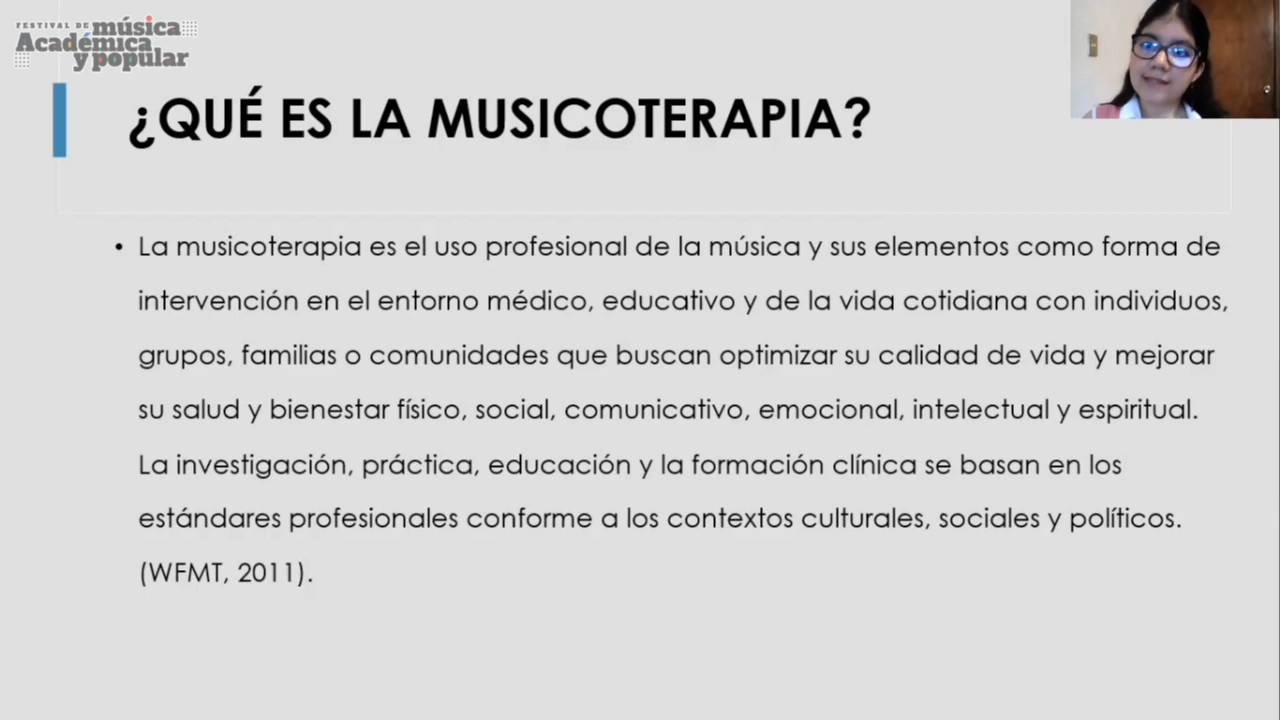 FESTIVAL DE música
Académica
y popular
¿QUÉ ES LA MUSICOTERAPIA?
• La musicoterapia es el uso profesional de la música y sus elementos como forma de
intervención en el entorno médico, educativo y de la vida cotidiana con individuos,
grupos, familias o comunidades que buscan optimizar su calidad de vida y mejorar
su salud y bienestar físico, social, comunicativo, emocional, intelectual y espiritual.
La investigación, práctica, educación y la formación clínica se basan en los
estándares profesionales conforme a los contextos culturales, sociales y políticos.
(WFMT, 2011).